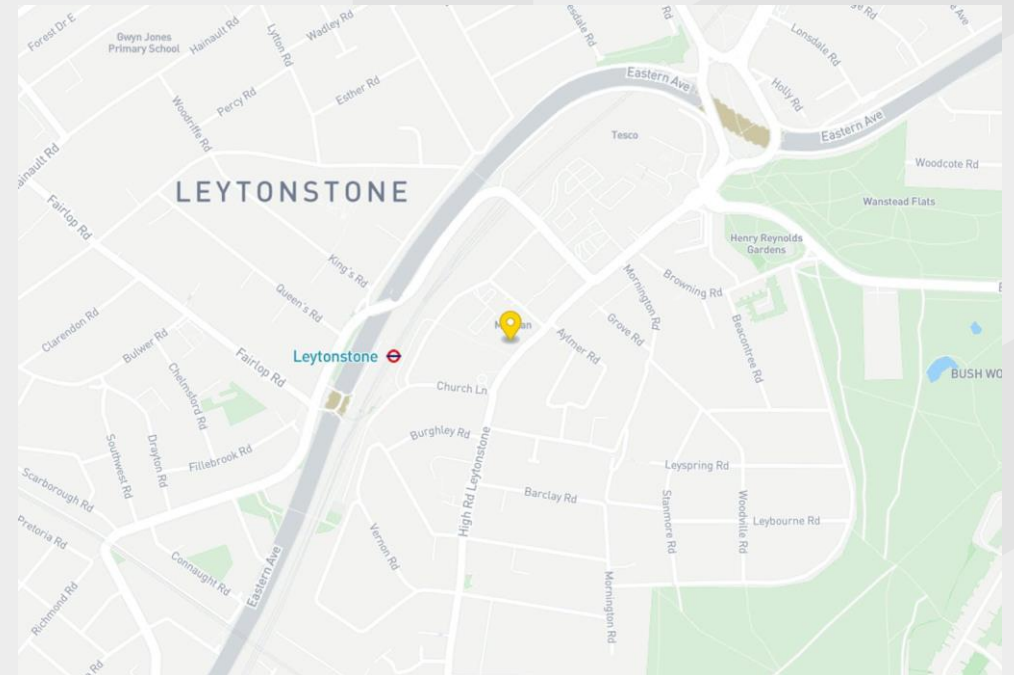 Forest Dr E
Gwyn Jones
Primary School
Hainault Rd
Lytton Rd
Wadley Rd
Rd
Lonsdale Rd
Eastern Ave
Holly Rd
Percy Rd
Esther Rd
Woodriffe Rd
Tesco
Eastern Ave
Woodcote Rd
LEYTONSTONE
Wanstead Flats
Fairlop Rd
Henry Reynolds
Gardens
King's Rd
Mornington Rd
Browning Rd
Queen's Rd
Clarendon Rd
Bulwer Rd
Grove Rd
Aylmer Rd
Beacontree Rd
Leytonstone
Fairlop Rd
Chelmsford Rd
BUSH WO
Church Ln
Burghley Rd
Southwest Rd
Drayton Rd
Fillebrook Rd
High Rd Leytonstone
Leyspring Rd
Scarborough Rd
Barclay Rd
Stanmore Rd
Woodville Rd
Leybourne Rd
Pretoria Rd
Vernon Rd
Connaught Rd
Eastern Ave
Richmond Rd
Mornington Rd
Rd